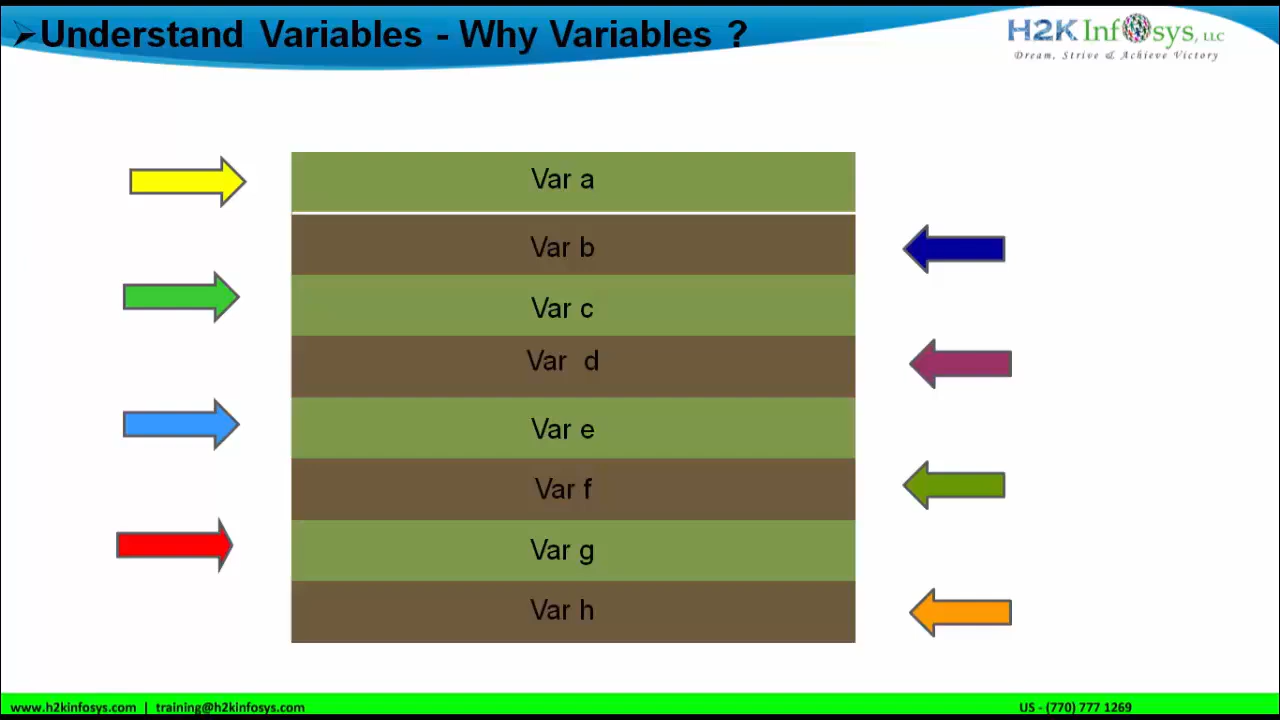 ➢Understand Variables - Why Variables ?
H2K Infosys, LLC
Dream, Strive & Achieve Victory
Var a
Var b
Var c
Var d
Var e
Var f
Var g
Var h
www.h2kinfosys.com | training@h2kinfosys.com
US - (770) 777 1269